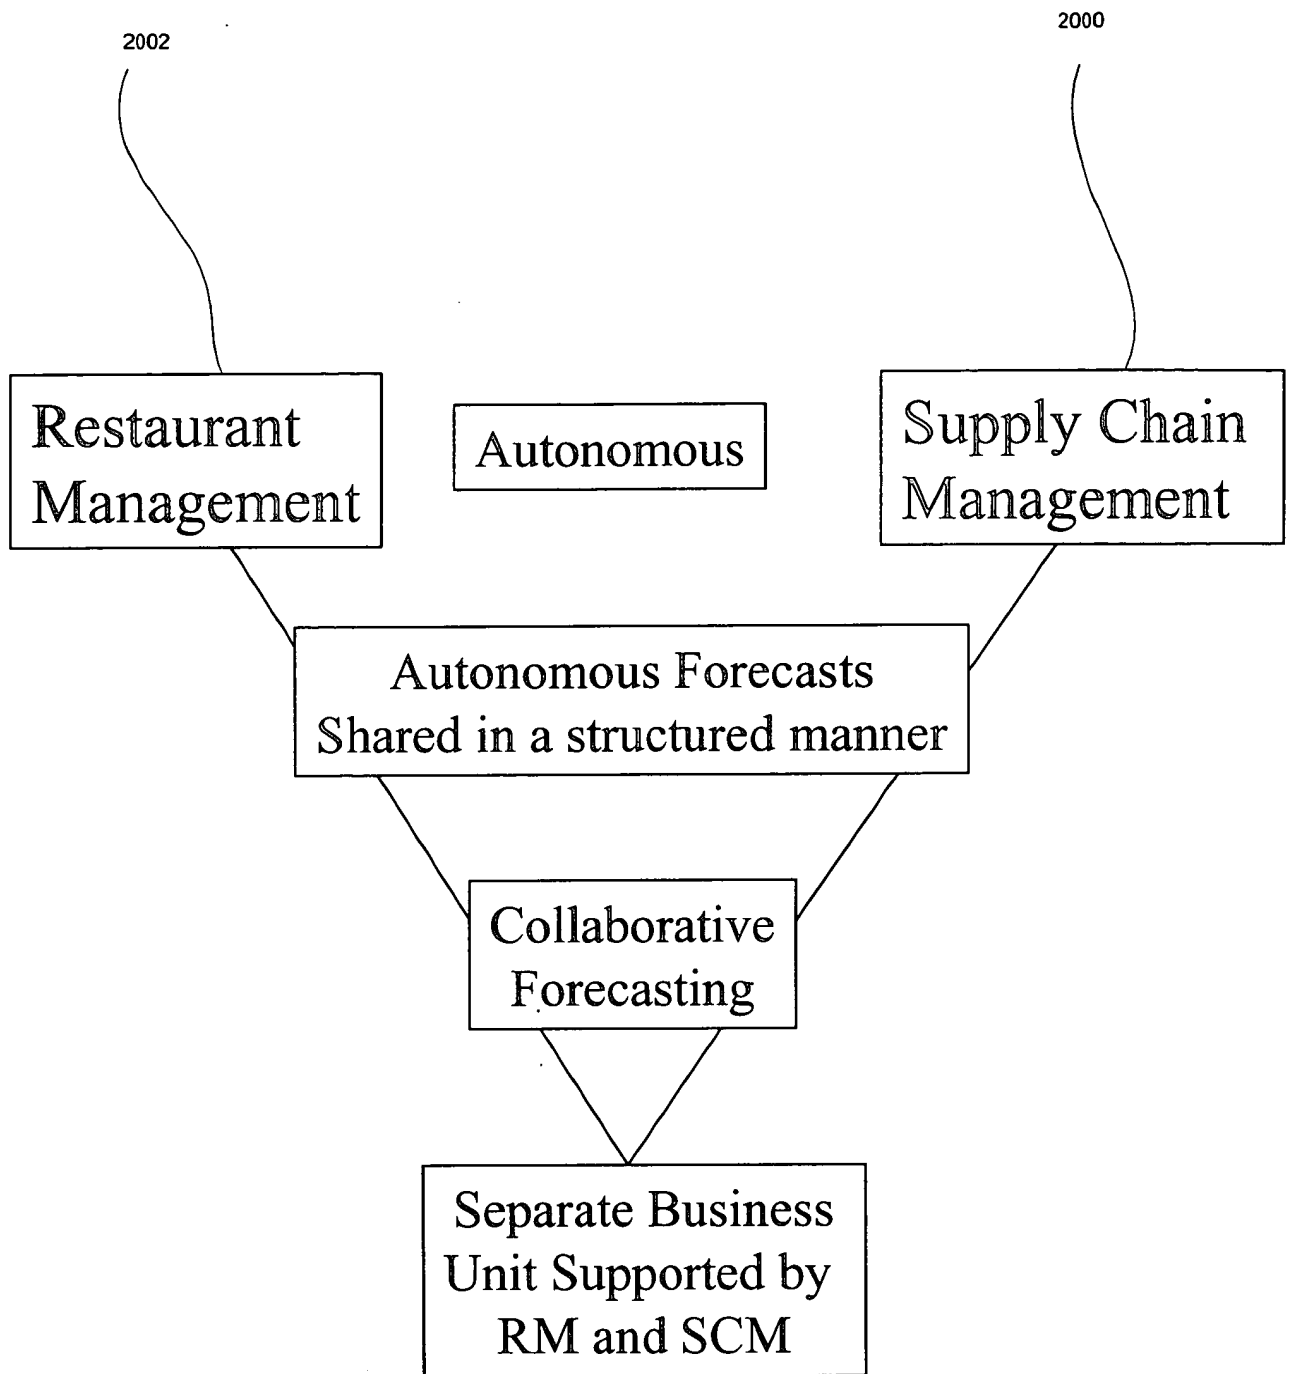 2002
2000
Restaurant
Management
Autonomous
Supply Chain
Management
Autonomous Forecasts
Shared in a structured manner
Collaborative
Forecasting
Separate Business
Unit Supported by
RM and SCM